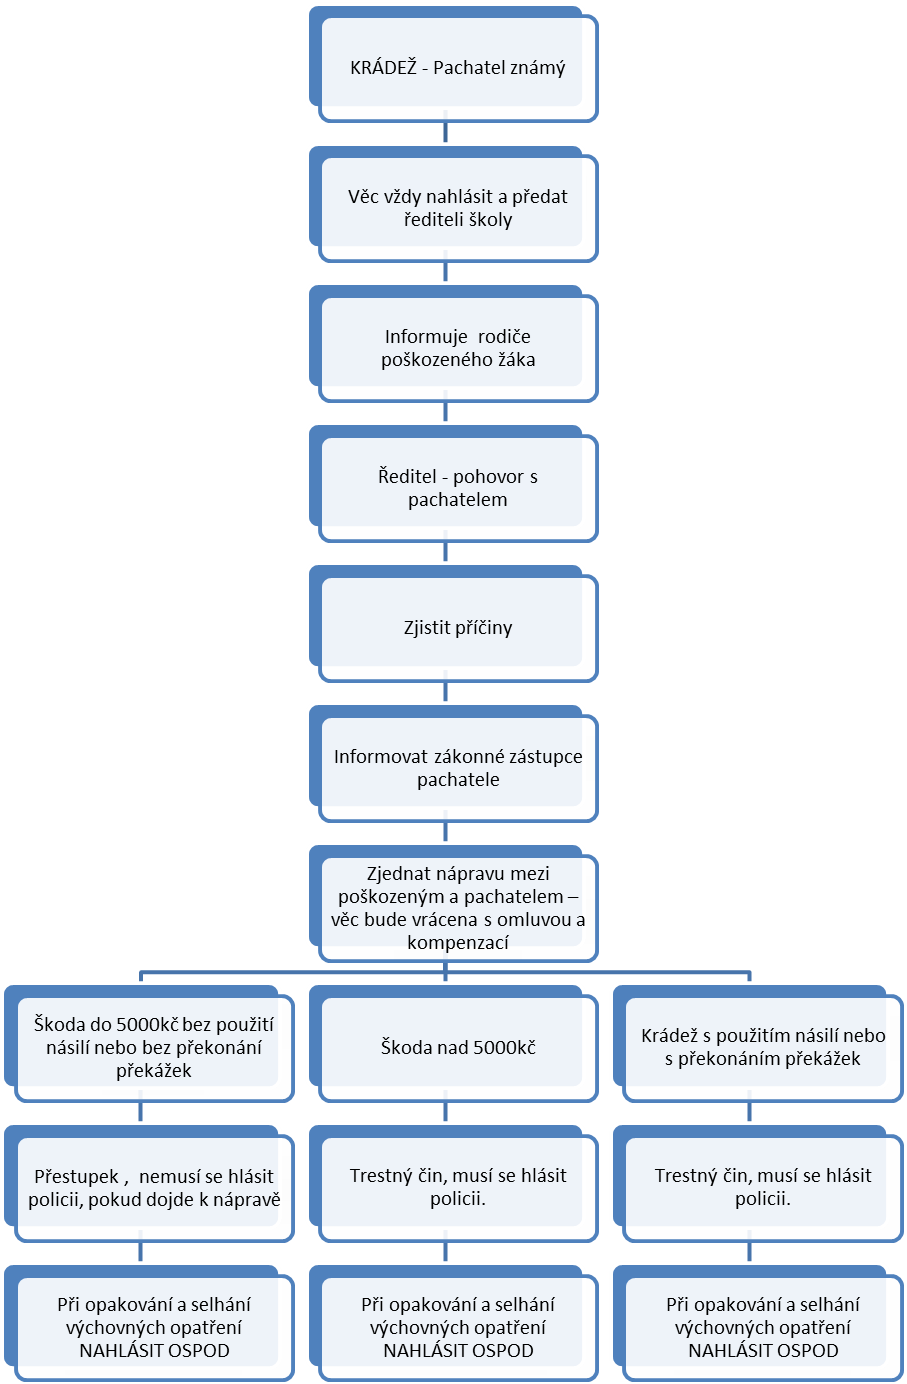 KRÁDEŽ - Pachatel známý
Věc vždy nahlásit a předat
řediteli školy
Informuje  rodiče
poškozeného žáka
Ředitel - pohovor s
pachatelem
Zjistit příčiny
Informovat zákonné zástupce
pachatele
Zjednat nápravu mezi
poškozeným a pachatelem –
věc bude vrácena s omluvou a
kompenzací
Škoda do 5000kč bez použití
násilí nebo bez překonání
překážek
Přestupek ,  nemusí se hlásit
policii, pokud dojde k nápravě
Při opakování a selhání
výchovných opatření
NAHLÁSIT OSPOD
Škoda nad 5000kč
Trestný čin, musí se hlásit
policii.
Při opakování a selhání
výchovných opatření
NAHLÁSIT OSPOD
Krádež s použitím násilí nebo
s překonáním překážek
Trestný čin, musí se hlásit
policii.
Při opakování a selhání
výchovných opatření
NAHLÁSIT OSPOD